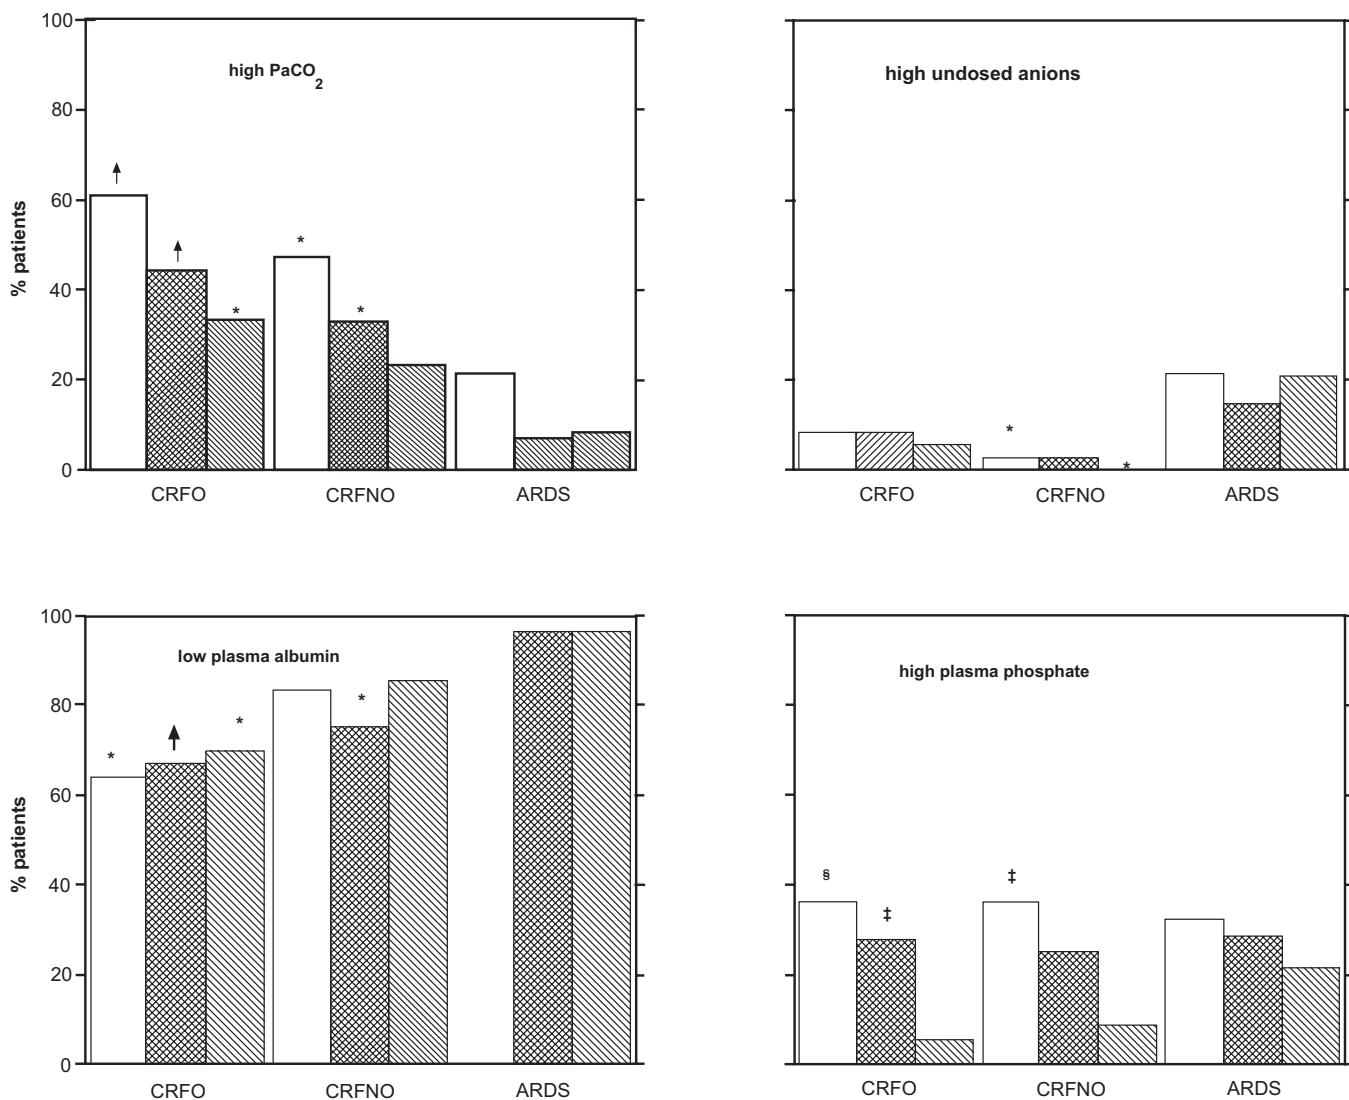 100
80
60
40
20
0
% patients
high PaCO2
*
*
*
CRFO
CRFNO
ARDS
high undosed anions
*
*
CRFO
CRFNO
ARDS
100
80
60
40
20
0
% patients
low plasma albumin
*
*
*
CRFO
CRFNO
ARDS
high plasma phosphate
§
‡
‡
CRFO
CRFNO
ARDS